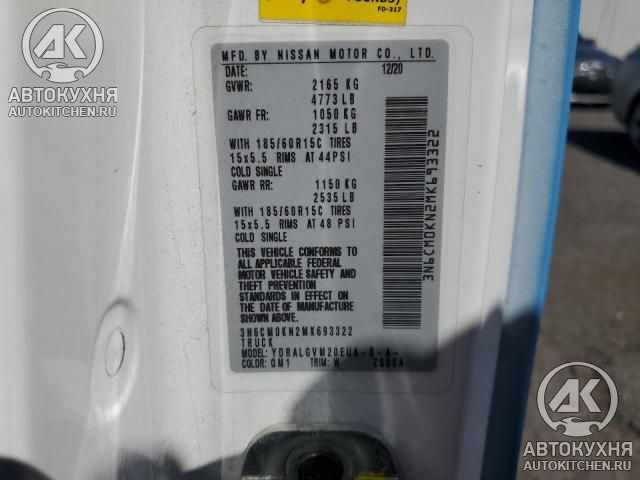 POUNDS)
FD-317
AK
АВТОКУХНЯ
AUTOKITCHEN.RU
MFD. BY NISSAN MOTOR CO., LTD.
DATE: 12/20
GVWR: 2165 KG
4773 LB
GAWR FR: 1050 KG
2315 LB
WITH 185/60R15C TIRES
15x5.5 RIMS AT 44PSI
COLD SINGLE
GAWR RR: 1150 KG
2535 LB
WITH 185/60R15C TIRES
15x5.5 RIMS AT 48 PSI
COLD SINGLE
THIS VEHICLE CONFORMS TO
ALL APPLICABLE FEDERAL
MOTOR VEHICLE SAFETY AND
THEFT PREVENTION
STANDARDS IN EFFECT ON
THE DATE OF MANUFACTURE
SHOWN ABOVE.
3N6CM0KN2MK693322
TRUCK
MODEL: YDRALGVM20EUA-B-A-
COLOR: QM1 TRIM: W ZS00A
3N6CM0KN2MK693322
AK
АВТОКУХНЯ
AUTOKITCHEN.RU